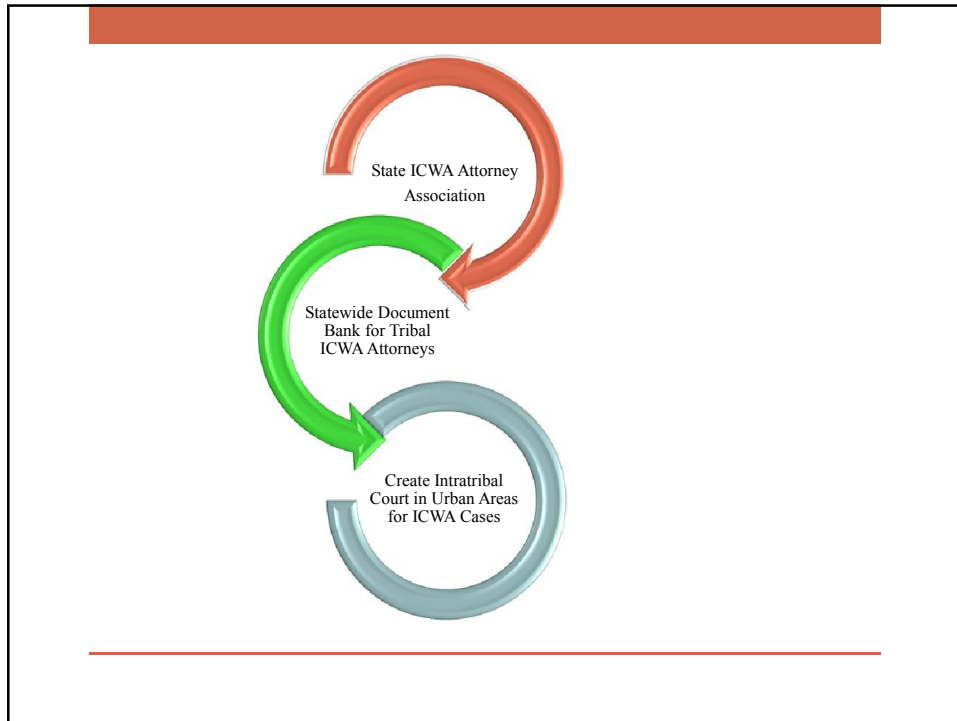 State ICWA Attorney
Association
Statewide Document
Bank for Tribal
ICWA Attorneys
Create Intratribal
Court in Urban Areas
for ICWA Cases